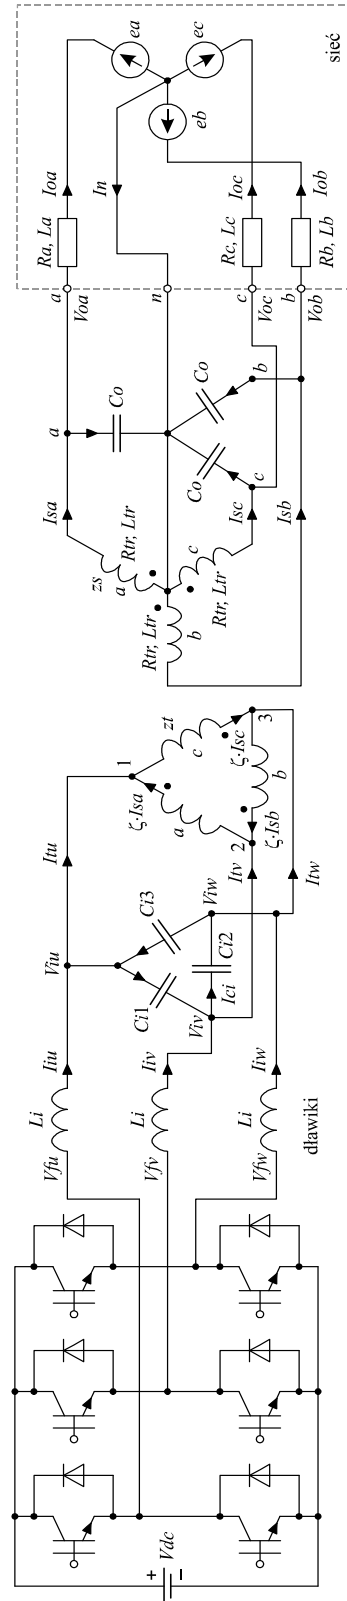 Vdc
+
-
Vfu
Li
Iiu
Viu
Itu
Vfv
Li
Iiv
Vfw
Li
Iiw
dławiki
Ci1
Ci3
Viv
Ici
Ci2
Viw
Itv
Itw
1
2
3
ζ·Isa
a
zt
c
ζ·Isc
b
ζ·Isb
zs
a
Rtr, Ltr
Rtr, Ltr
b
c
Rtr, Ltr
Isa
Isc
Isb
a
Co
Co
c
Co
b
a
Voa
n
c
Voc
b
Vob
Ra, La
Ioa
In
Rc, Lc
Ioc
Rb, Lb
Iob
ea
eb
ec
sieć